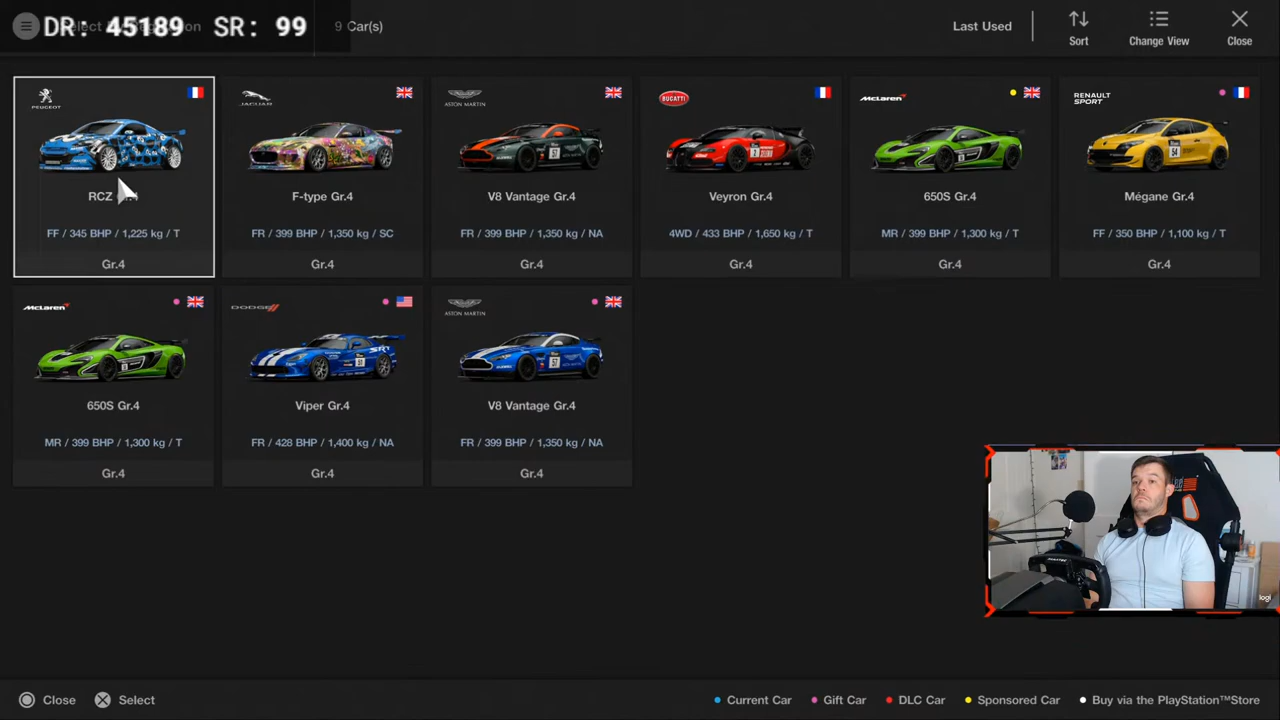 DR: 45189 SR: 99
9 Car(s)
Last Used
Sort
Change View
Close
PEUGEOT
JAGUAR
ASTON MARTIN
BUGATTI
McLaren
RENAULT SPORT
RCZ
F-type Gr.4
V8 Vantage Gr.4
Veyron Gr.4
650S Gr.4
Mégane Gr.4
FF / 345 BHP / 1,225 kg / T
FR / 399 BHP / 1,350 kg / SC
FR / 399 BHP / 1,350 kg / NA
4WD / 433 BHP / 1,650 kg / T
MR / 399 BHP / 1,300 kg / T
FF / 350 BHP / 1,100 kg / T
Gr.4
Gr.4
Gr.4
Gr.4
Gr.4
Gr.4
McLaren
DODGE
ASTON MARTIN
650S Gr.4
Viper Gr.4
V8 Vantage Gr.4
MR / 399 BHP / 1,300 kg / T
FR / 428 BHP / 1,400 kg / NA
FR / 399 BHP / 1,350 kg / NA
Gr.4
Gr.4
Gr.4
logi
Close
Select
Current Car
Gift Car
DLC Car
Sponsored Car
Buy via the PlayStation™Store